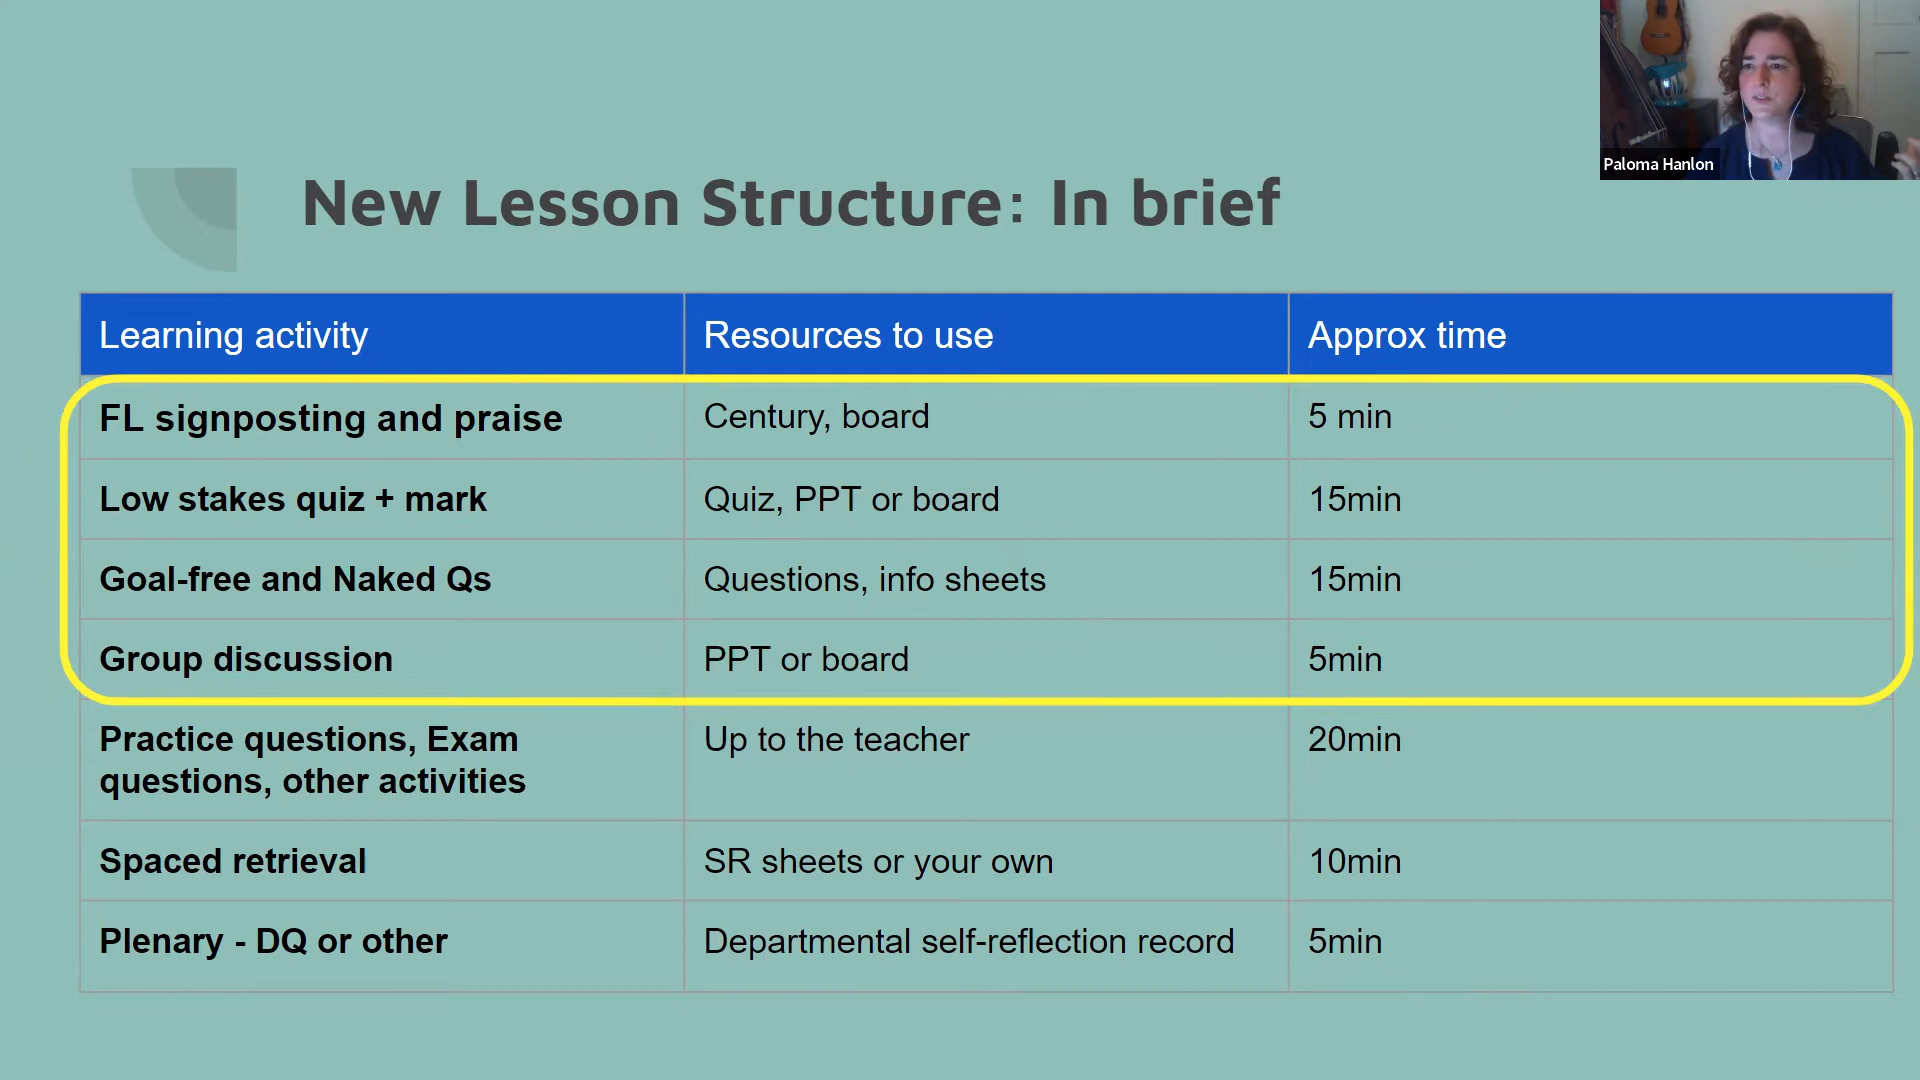 Paloma Hanlon
New Lesson Structure: In brief
Learning activity Resources to use Approx time
FL signposting and praise Century, board 5 min
Low stakes quiz + mark Quiz, PPT or board 15min
Goal-free and Naked Qs Questions, info sheets 15min
Group discussion PPT or board 5min
Practice questions, Exam Up to the teacher 20min
questions, other activities
Spaced retrieval SR sheets or your own 10min
Plenary - DQ or other Departmental self-reflection record 5min